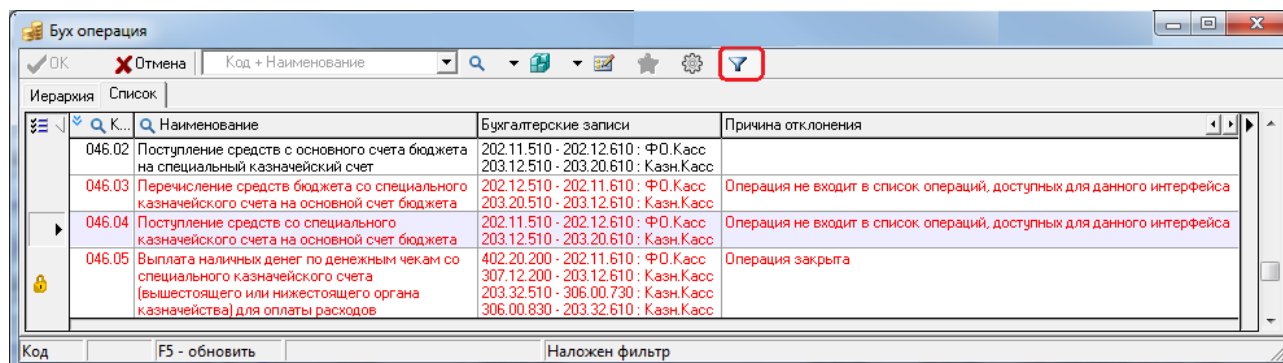 Бух операция
OK Отмена Код + Наименование
Иерархия Список
К... Наименование Бухгалтерские записи Причина отклонения
046.02 Поступление средств с основного счета бюджета 202.11.510 - 202.12.610 : ФО.Касс
на специальный казначейский счет 203.12.510 - 203.20.610 : Казн.Касс
046.03 Перечисление средств бюджета со специального 202.12.510 - 202.11.610 : ФО.Касс Операция не входит в список операций, доступных для данного интерфейса
казначейского счета на основной счет бюджета 203.20.510 - 203.12.610 : Казн.Касс
046.04 Поступление средств со специального 202.11.510 - 202.12.610 : ФО.Касс Операция не входит в список операций, доступных для данного интерфейса
казначейского счета на основной счет бюджета 203.12.510 - 203.20.610 : Казн.Касс
046.05 Выплата наличных денег по денежным чекам со 402.20.200 - 202.11.610 : ФО.Касс Операция закрыта
специального казначейского счета 307.12.200 - 203.12.610 : Казн.Касс
(вышестоящего или нижестоящего органа 203.32.510 - 306.00.730 : Казн.Касс
казначейства) для оплаты расходов 306.00.830 - 203.32.610 : Казн.Касс
Код F5 - обновить Наложен фильтр